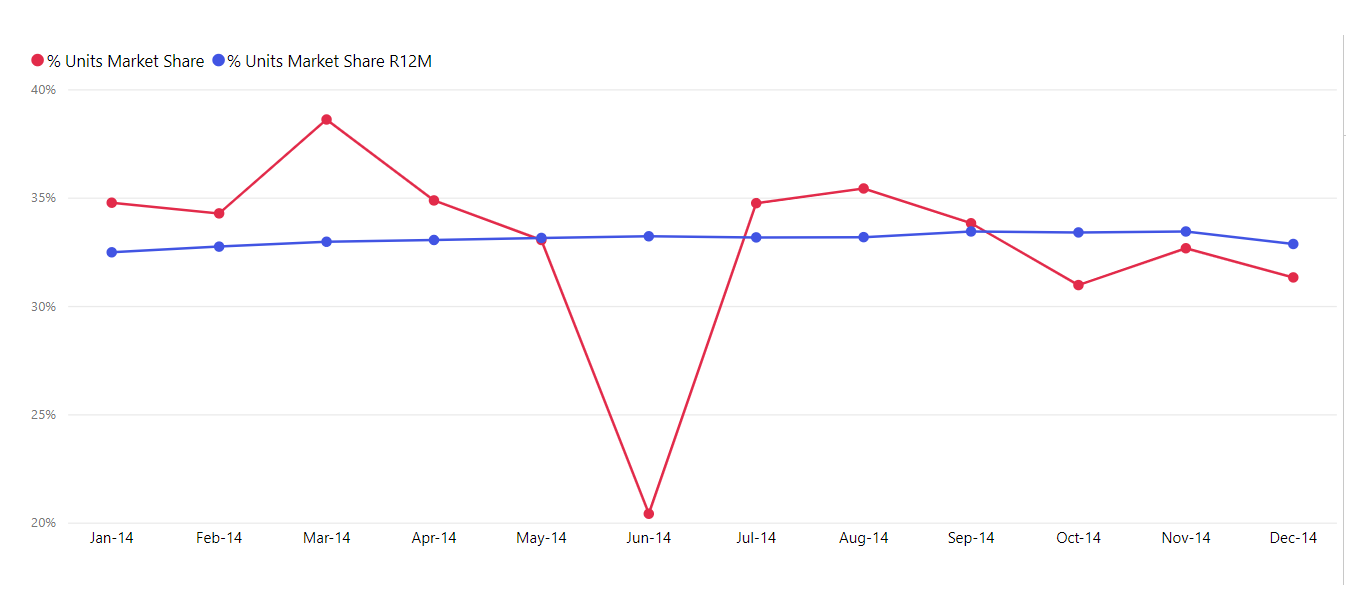 % Units Market Share % Units Market Share R12M
40%
35%
30%
25%
20%
Jan-14 Feb-14 Mar-14 Apr-14 May-14 Jun-14 Jul-14 Aug-14 Sep-14 Oct-14 Nov-14 Dec-14